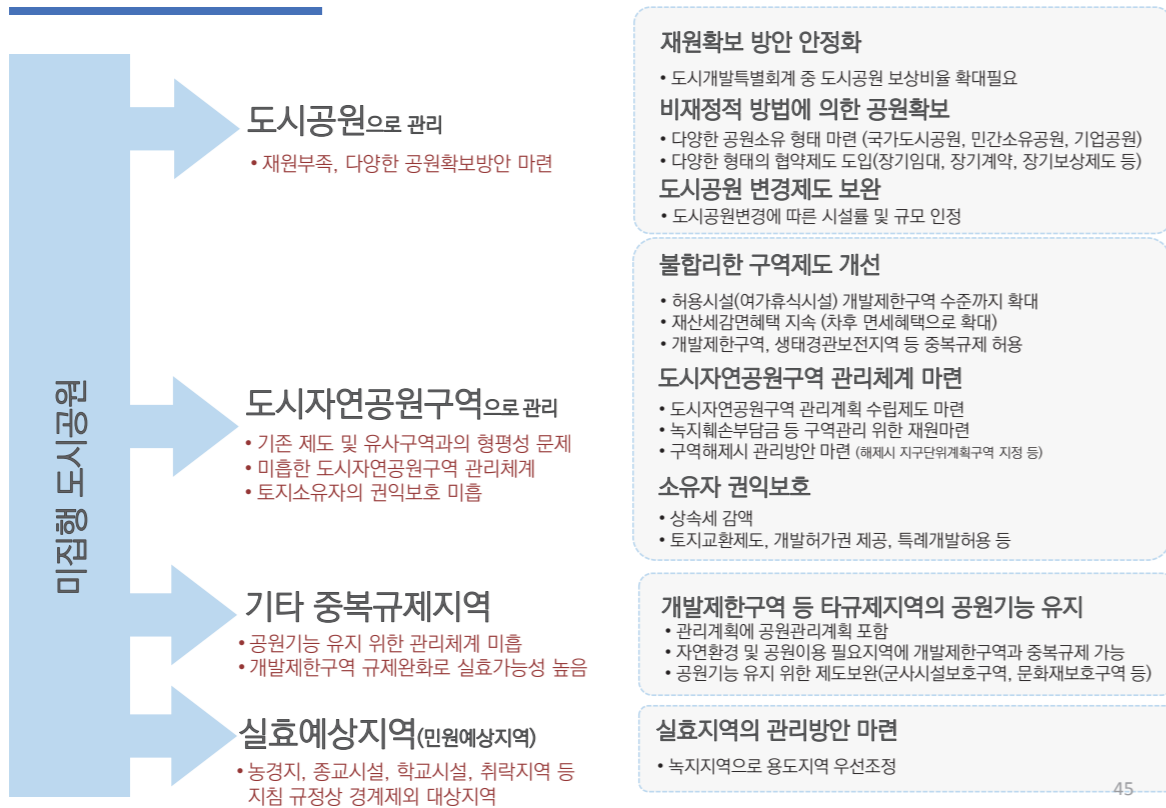 미집행 도시공원
도시공원으로 관리
• 재원부족, 다양한 공원확보방안 마련
재원확보 방안 안정화
• 도시개발특별회계 중 도시공원 보상비율 확대필요
비재정적 방법에 의한 공원확보
• 다양한 공원소유 형태 마련 (국가도시공원, 민간소유공원, 기업공원)
• 다양한 형태의 협약제도 도입(장기임대, 장기계약, 장기보상제도 등)
도시공원 변경제도 보완
• 도시공원변경에 따른 시설률 및 규모 인정
도시자연공원구역으로 관리
• 기존 제도 및 유사구역과의 형평성 문제
• 미흡한 도시자연공원구역 관리체계
• 토지소유자의 권익보호 미흡
불합리한 구역제도 개선
• 허용시설(여가휴식시설) 개발제한구역 수준까지 확대
• 재산세감면혜택 지속 (차후 면세혜택으로 확대)
• 개발제한구역, 생태경관보전지역 등 중복규제 허용
도시자연공원구역 관리체계 마련
• 도시자연공원구역 관리계획 수립제도 마련
• 녹지훼손부담금 등 구역관리 위한 재원마련
• 구역해제시 관리방안 마련 (해제시 지구단위계획구역 지정 등)
소유자 권익보호
• 상속세 감액
• 토지교환제도, 개발허가권 제공, 특례개발허용 등
기타 중복규제지역
• 공원기능 유지 위한 관리체계 미흡
• 개발제한구역 규제완화로 실효가능성 높음
개발제한구역 등 타규제지역의 공원기능 유지
• 관리계획에 공원관리계획 포함
• 자연환경 및 공원이용 필요지역에 개발제한구역과 중복규제 가능
• 공원기능 유지 위한 제도보완(군사시설보호구역, 문화재보호구역 등)
실효예상지역(민원예상지역)
• 농경지, 종교시설, 학교시설, 취락지역 등
지침 규정상 경계제외 대상지역
실효지역의 관리방안 마련
• 녹지지역으로 용도지역 우선조정
45